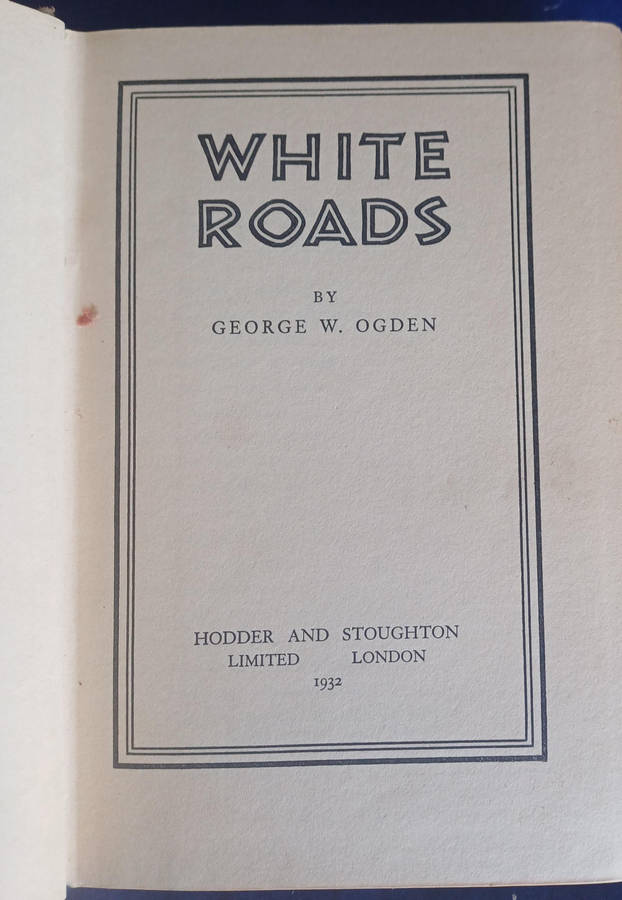 WHITE
ROADS
BY
GEORGE W. OGDEN
HODDER AND STOUGHTON
LIMITED LONDON
1932